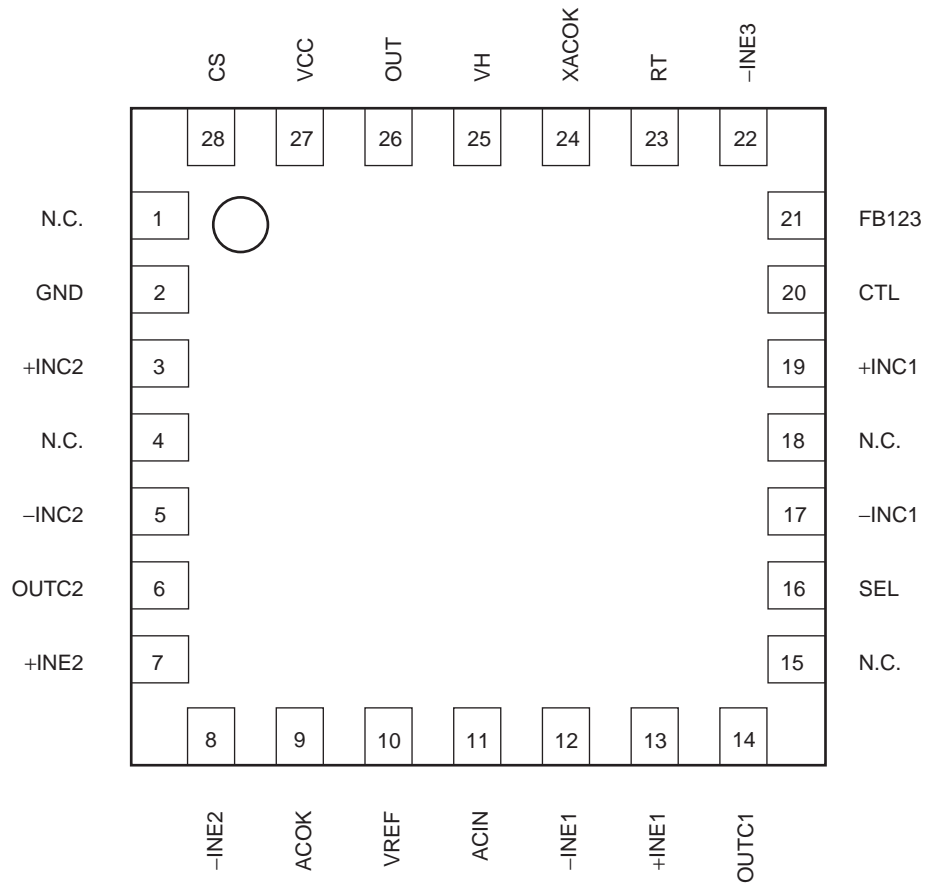 CS VCC OUT VH XACOK RT −INE3
28 27 26 25 24 23 22
N.C. 1 21 FB123
GND 2 20 CTL
+INC2 3 19 +INC1
N.C. 4 18 N.C.
−INC2 5 17 −INC1
OUTC2 6 16 SEL
+INE2 7 15 N.C.
8 9 10 11 12 13 14
−INE2 ACOK VREF ACIN −INE1 +INE1 OUTC1